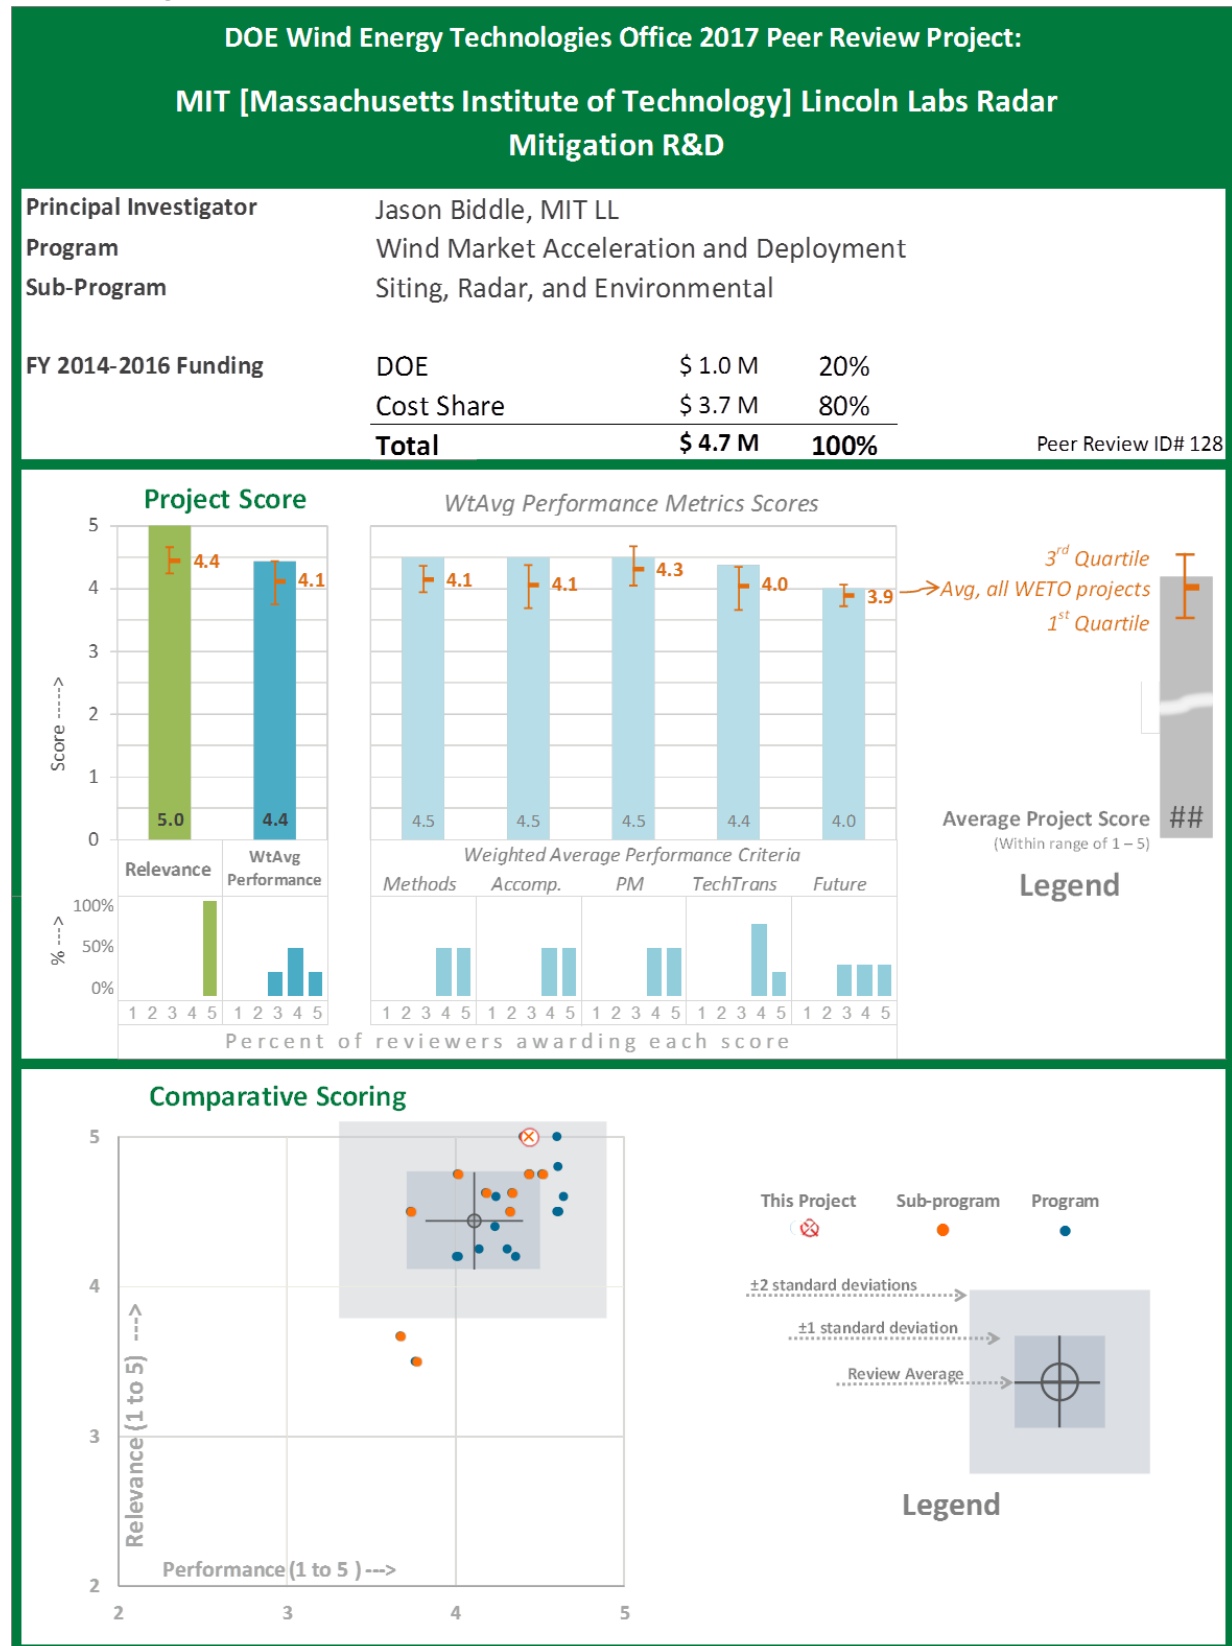 DOE Wind Energy Technologies Office 2017 Peer Review Project:
MIT [Massachusetts Institute of Technology] Lincoln Labs Radar
Mitigation R&D
Principal Investigator Jason Biddle, MIT LL
Program Wind Market Acceleration and Deployment
Sub-Program Siting, Radar, and Environmental
FY 2014-2016 Funding DOE $ 1.0 M 20%
Cost Share $ 3.7 M 80%
Total $ 4.7 M 100%
Peer Review ID# 128
Project Score
WtAvg Performance Metrics Scores
5
4
3
2
1
0
Score ----->
4.4
4.1
5.0
4.4
4.1
4.1
4.3
4.0
3.9
4.5
4.5
4.5
4.4
4.0
3rd Quartile
Avg, all WETO projects
1st Quartile
Average Project Score ##
(Within range of 1 – 5)
Legend
Relevance
WtAvg
Performance
Weighted Average Performance Criteria
Methods Accomp. PM TechTrans Future
% --->
100%
50%
0%
1 2 3 4 5 1 2 3 4 5 1 2 3 4 5 1 2 3 4 5 1 2 3 4 5 1 2 3 4 5 1 2 3 4 5
Percent of reviewers awarding each score
Comparative Scoring
5
4
3
2
Relevance (1 to 5) --->
Performance (1 to 5 ) --->
2 3 4 5
This Project Sub-program Program
±2 standard deviations
±1 standard deviation
Review Average
Legend